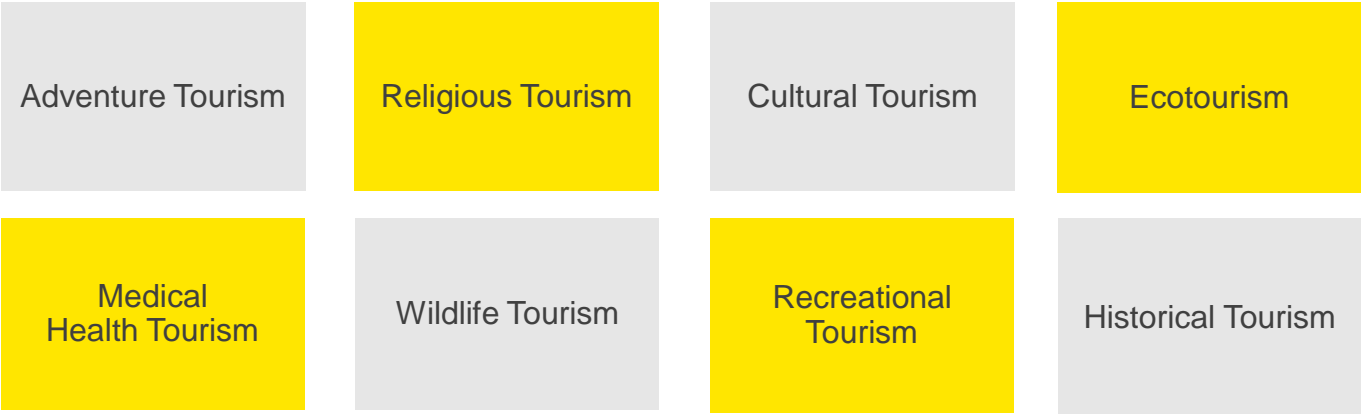 Adventure Tourism
Religious Tourism
Cultural Tourism
Ecotourism
Medical
Health Tourism
Wildlife Tourism
Recreational
Tourism
Historical Tourism